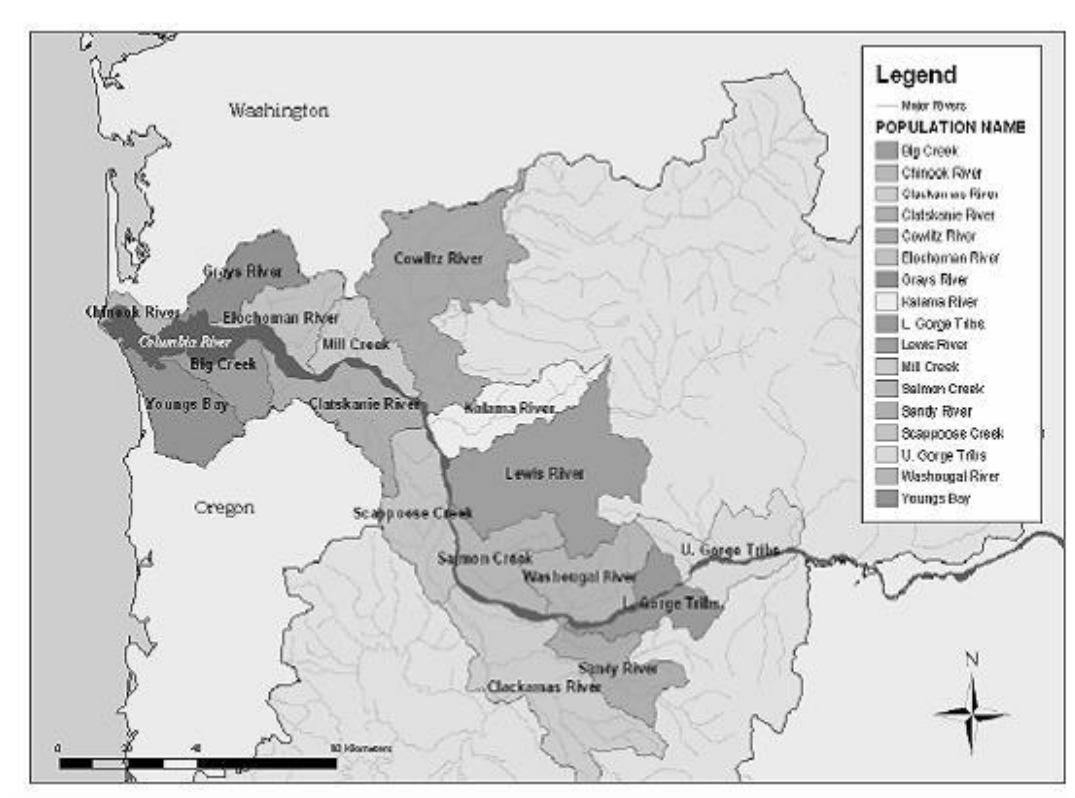 Washington
Legend
Major Rivers
POPULATION NAME
Big Creek
Chinook River
Clackamas River
Clatskanie River
Cowlitz River
Elochoman River
Grays River
Kalama River
L. Gorge Tribs
Lewis River
Mill Creek
Salmon Creek
Sandy River
Scappoose Creek
U. Gorge Tribs
Washougal River
Youngs Bay
Cowlitz River
Grays River
Chinook River
Elochoman River
Columbia River
Mill Creek
Big Creek
Youngs Bay
Clatskanie River
Kalama River
Lewis River
Oregon
Scappoose Creek
Salmon Creek
U. Gorge Tribs
Washougal River
L. Gorge Tribs
Sandy River
Clackamas River
N
0 20 40 80 Kilometers